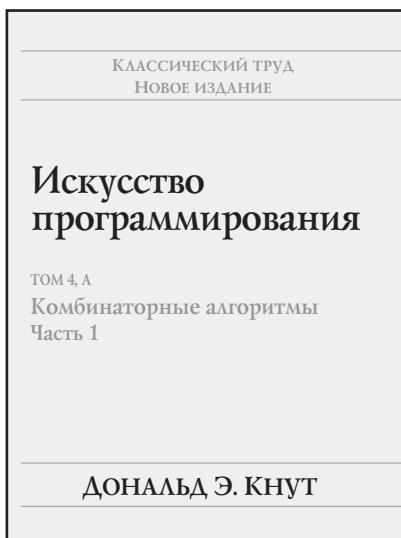 Классический труд
Новое издание
Искусство
программирования
ТОМ 4, А
Комбинаторные алгоритмы
Часть 1
Дональд Э. Кнут